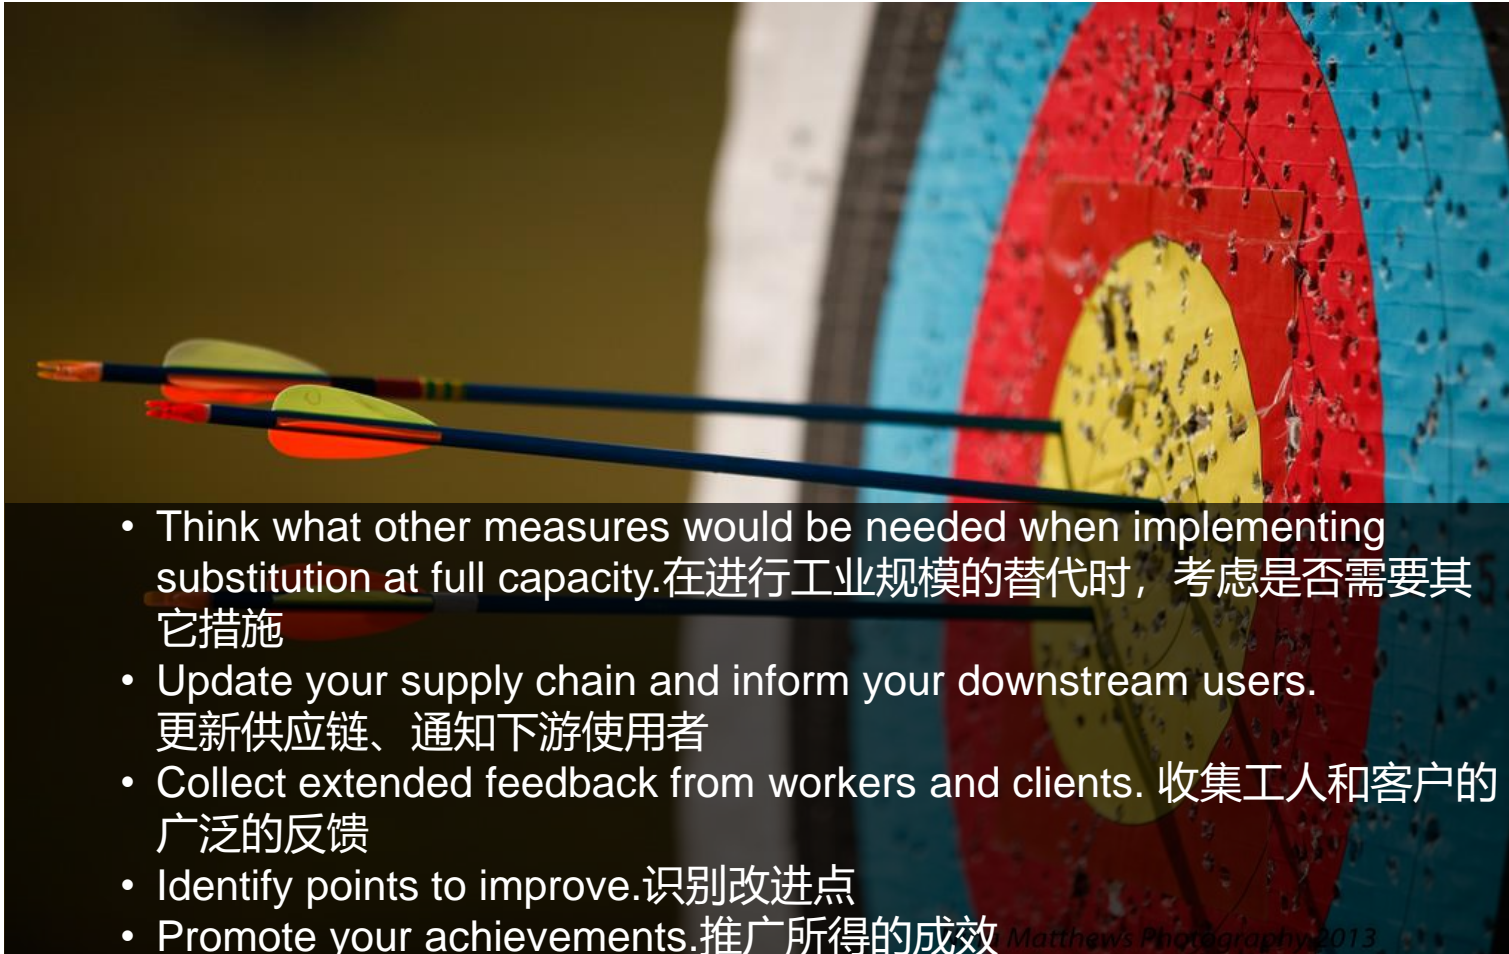 • Think what other measures would be needed when implementing
substitution at full capacity.在进行工业规模的替代时，考虑是否需要其
它措施
• Update your supply chain and inform your downstream users.
更新供应链、通知下游使用者
• Collect extended feedback from workers and clients. 收集工人和客户的
广泛的反馈
• Identify points to improve.识别改进点
• Promote your achievements.推广所得的成效
Matthews Photography 2013
5